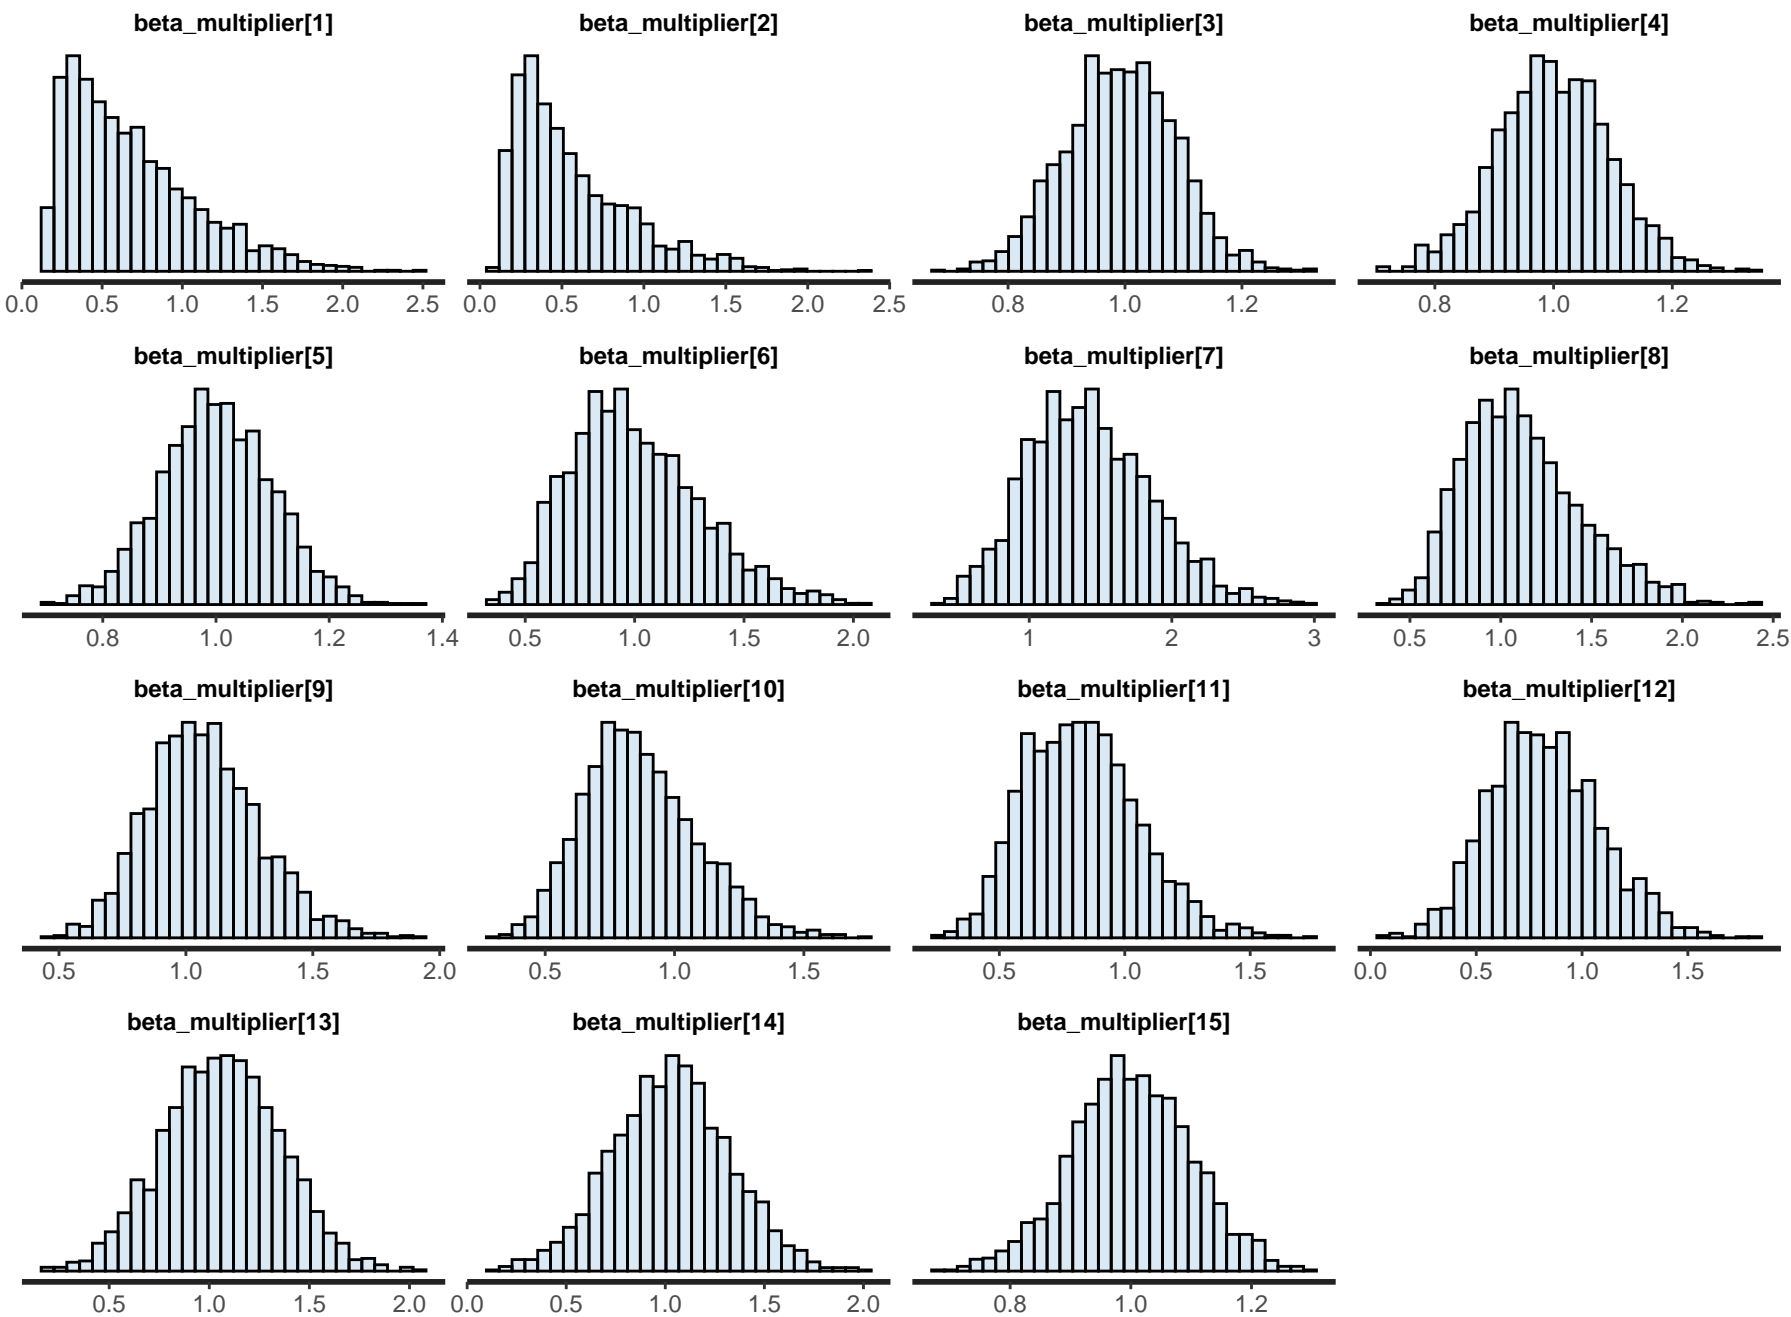 beta_multiplier[1] beta_multiplier[2] beta_multiplier[3] beta_multiplier[4]
0.0 0.5 1.0 1.5 2.0 2.5 0.0 0.5 1.0 1.5 2.0 2.5 0.8 1.0 1.2 0.8 1.0 1.2
beta_multiplier[5] beta_multiplier[6] beta_multiplier[7] beta_multiplier[8]
0.8 1.0 1.2 1.4 0.5 1.0 1.5 2.0 1 2 3 0.5 1.0 1.5 2.0 2.5
beta_multiplier[9] beta_multiplier[10] beta_multiplier[11] beta_multiplier[12]
0.5 1.0 1.5 2.0 0.5 1.0 1.5 0.5 1.0 1.5 0.0 0.5 1.0 1.5
beta_multiplier[13] beta_multiplier[14] beta_multiplier[15]
0.5 1.0 1.5 2.0 0.0 0.5 1.0 1.5 2.0 0.8 1.0 1.2